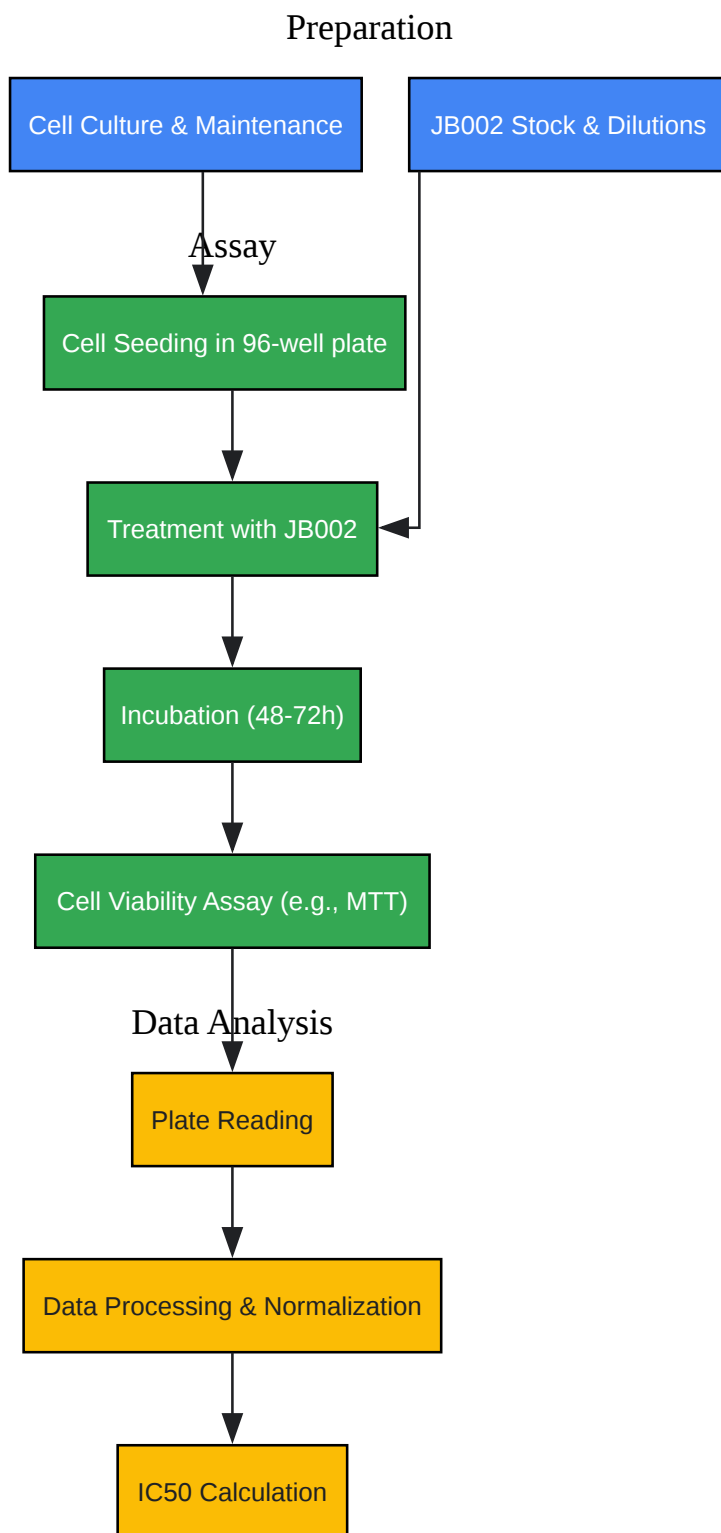 Preparation
Cell Culture & Maintenance
JB002 Stock & Dilutions
Assay
Cell Seeding in 96-well plate
Treatment with JB002
Incubation (48-72h)
Cell Viability Assay (e.g., MTT)
Data Analysis
Plate Reading
Data Processing & Normalization
IC50 Calculation